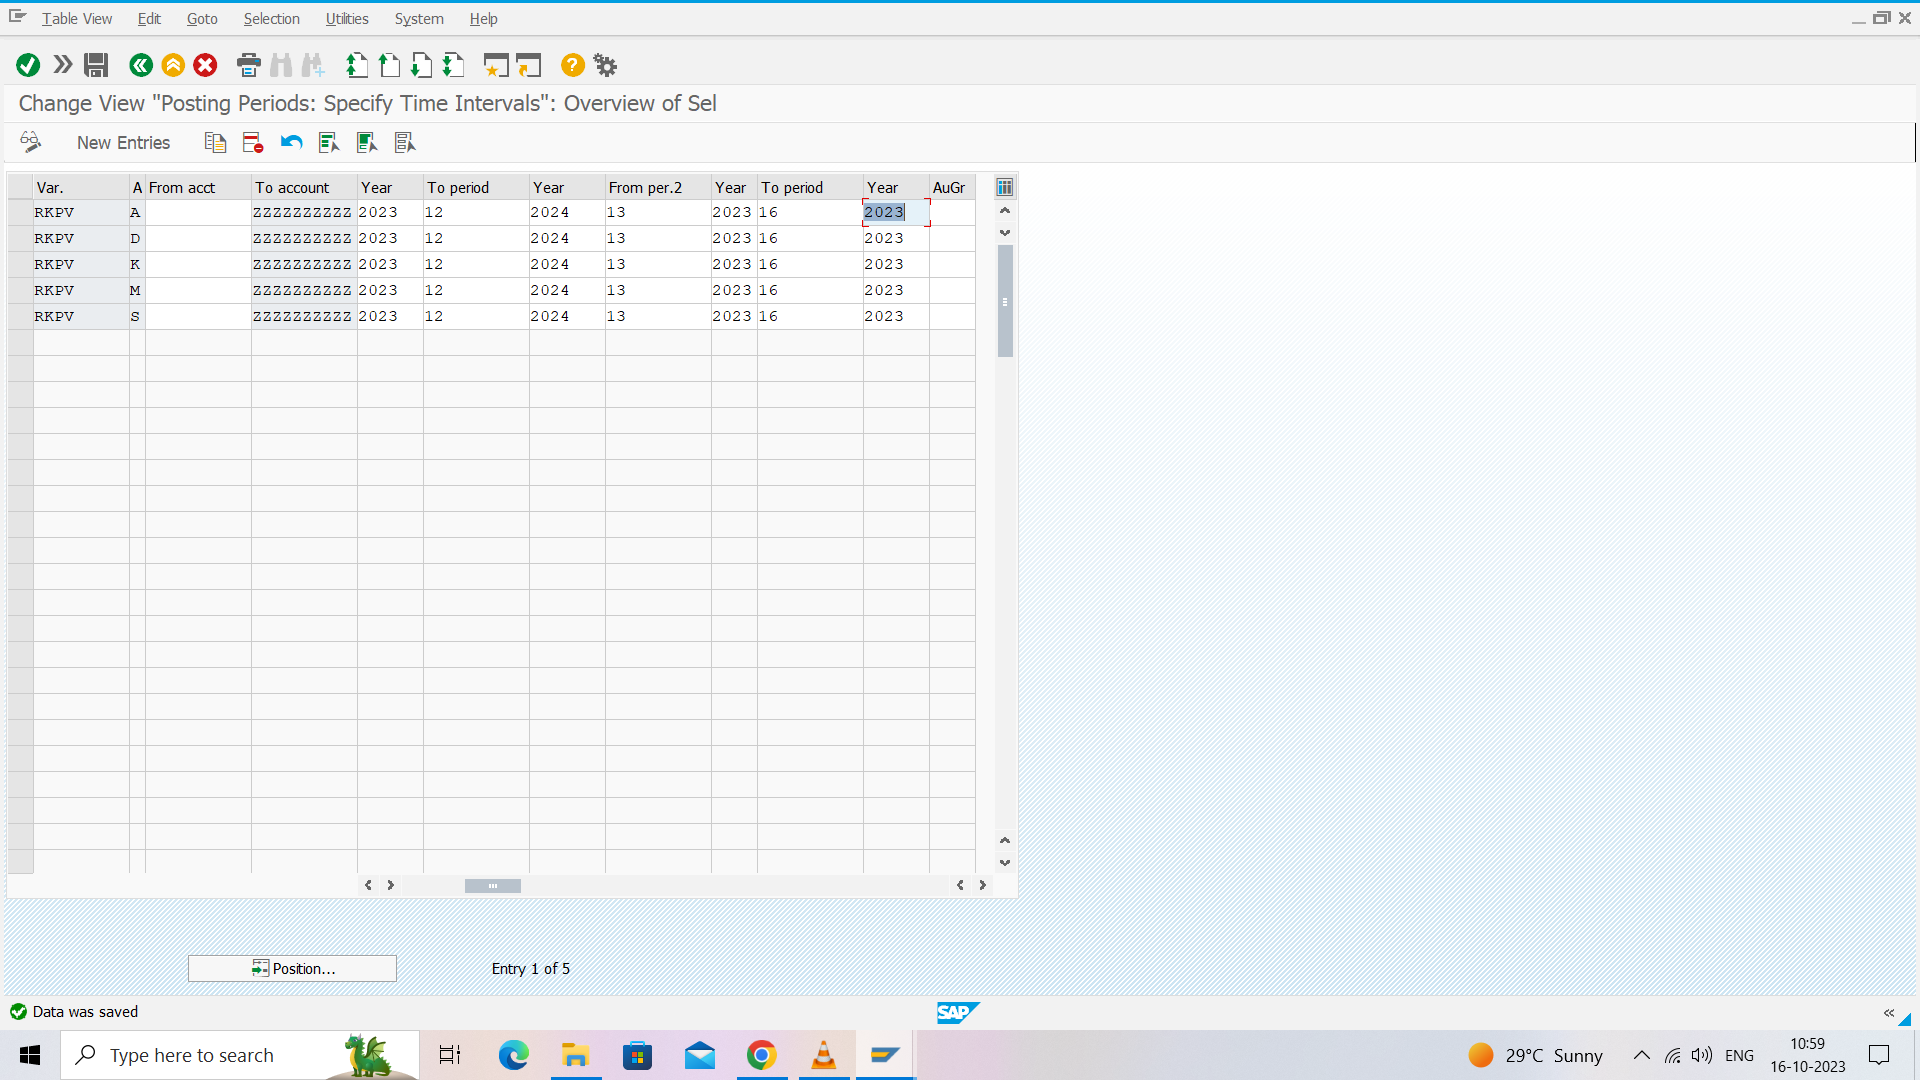 Table View Edit Goto Selection Utilities System Help
Change View "Posting Periods: Specify Time Intervals": Overview of Sel
New Entries
Var. A From acct To account Year To period Year From per.2 Year To period Year AuGr
RKPV A ZZZZZZZZZZ 2023 12 2024 13 2023 16 2023
RKPV D ZZZZZZZZZZ 2023 12 2024 13 2023 16 2023
RKPV K ZZZZZZZZZZ 2023 12 2024 13 2023 16 2023
RKPV M ZZZZZZZZZZ 2023 12 2024 13 2023 16 2023
RKPV S ZZZZZZZZZZ 2023 12 2024 13 2023 16 2023
Position... Entry 1 of 5
Data was saved SAP
Type here to search 29°C Sunny ENG 10:59
16-10-2023